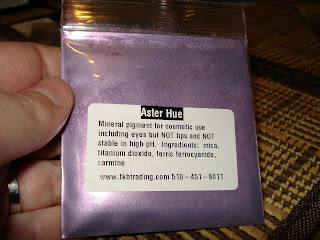 Aster Hue
Mineral pigment for cosmetic use
including eyes but NOT lips and NOT
stable in high pH. Ingredients: mica,
titanium dioxide, ferric ferrocyanide,
carmine
www.tkbtrading.com 510-451-9011